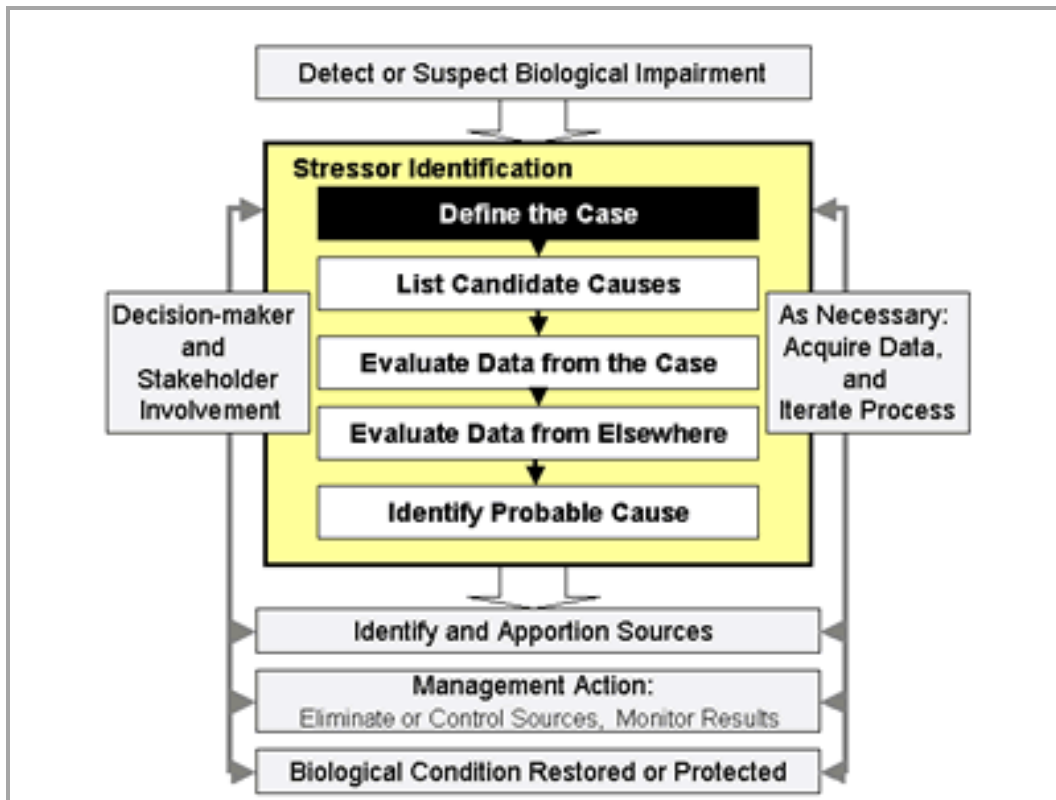 Detect or Suspect Biological Impairment
Stressor Identification
Define the Case
List Candidate Causes
Evaluate Data from the Case
Evaluate Data from Elsewhere
Identify Probable Cause
Decision-maker
and
Stakeholder
Involvement
As Necessary:
Acquire Data,
and
Iterate Process
Identify and Apportion Sources
Management Action:
Eliminate or Control Sources, Monitor Results
Biological Condition Restored or Protected